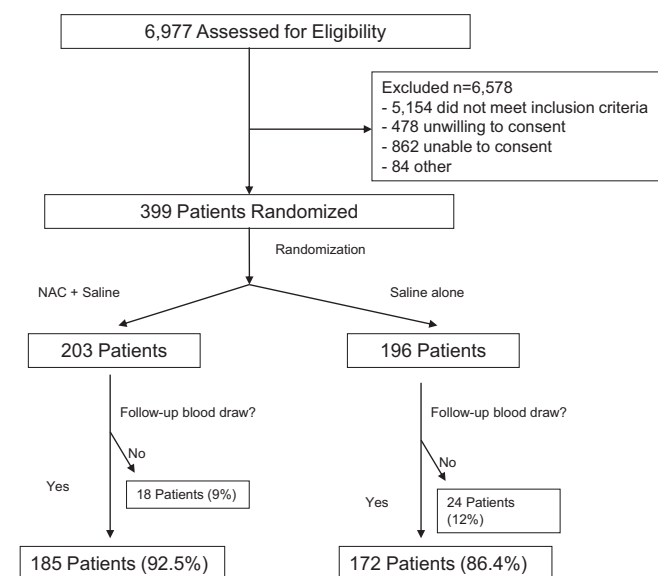 6,977 Assessed for Eligibility
Excluded n=6,578
- 5,154 did not meet inclusion criteria
- 478 unwilling to consent
- 862 unable to consent
- 84 other
399 Patients Randomized
Randomization
NAC + Saline
Saline alone
203 Patients
196 Patients
Follow-up blood draw?
Follow-up blood draw?
No
No
Yes
18 Patients (9%)
Yes
24 Patients
(12%)
185 Patients (92.5%)
172 Patients (86.4%)